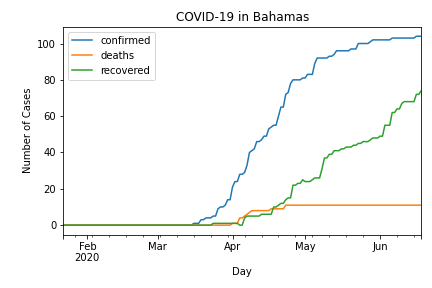 COVID-19 in Bahamas
confirmed
deaths
recovered
Number of Cases
100
80
60
40
20
0
Feb
2020
Mar
Apr
May
Jun
Day